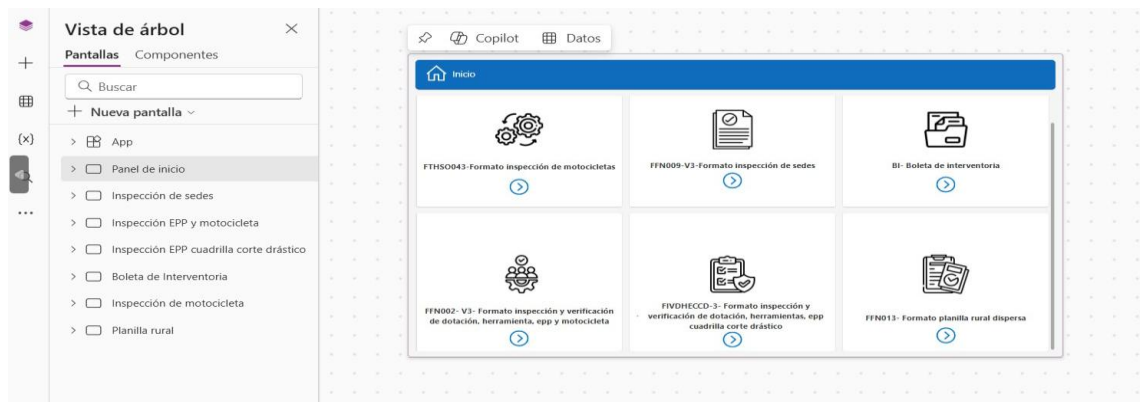 Vista de árbol
Pantallas Componentes
Buscar
Nueva pantalla
App
Panel de inicio
Inspección de sedes
Inspección EPP y motocicleta
Inspección EPP cuadrilla corte drástico
Boleta de Interventoria
Inspección de motocicleta
Planilla rural
{x}
Copilot Datos
Inicio
FTHSO043-Formato inspección de motocicletas
FFN009-V3-Formato inspección de sedes
BI- Boleta de interventoria
FFN002- V3- Formato inspección y verificación
de dotación, herramienta, epp y motocicleta
FIVDHECCD-3- Formato inspección y
verificación de dotación, herramientas, epp
cuadrilla corte drástico
FFN013- Formato planilla rural dispersa